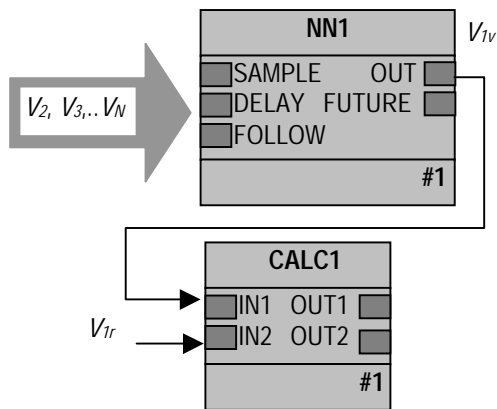 NN1
V1v
SAMPLE OUT
V2, V3,..VN
DELAY FUTURE
FOLLOW
#1
CALC1
IN1 OUT1
V1r
IN2 OUT2
#1